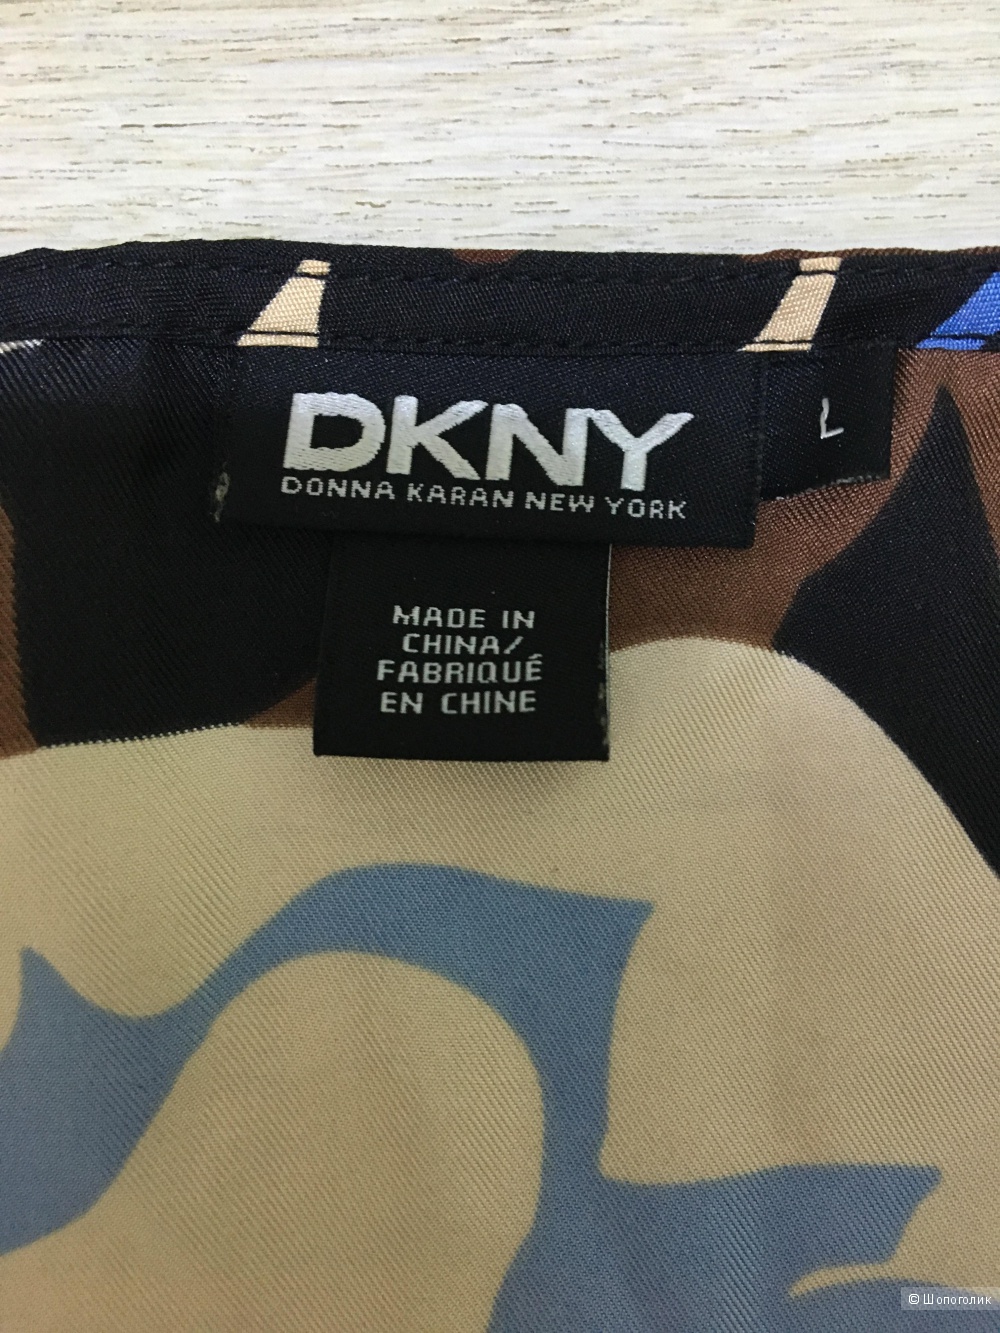 DKNY
DONNA KARAN NEW YORK
L
MADE IN
CHINA/
FABRIQUÉ
EN CHINE
© Шопоголик